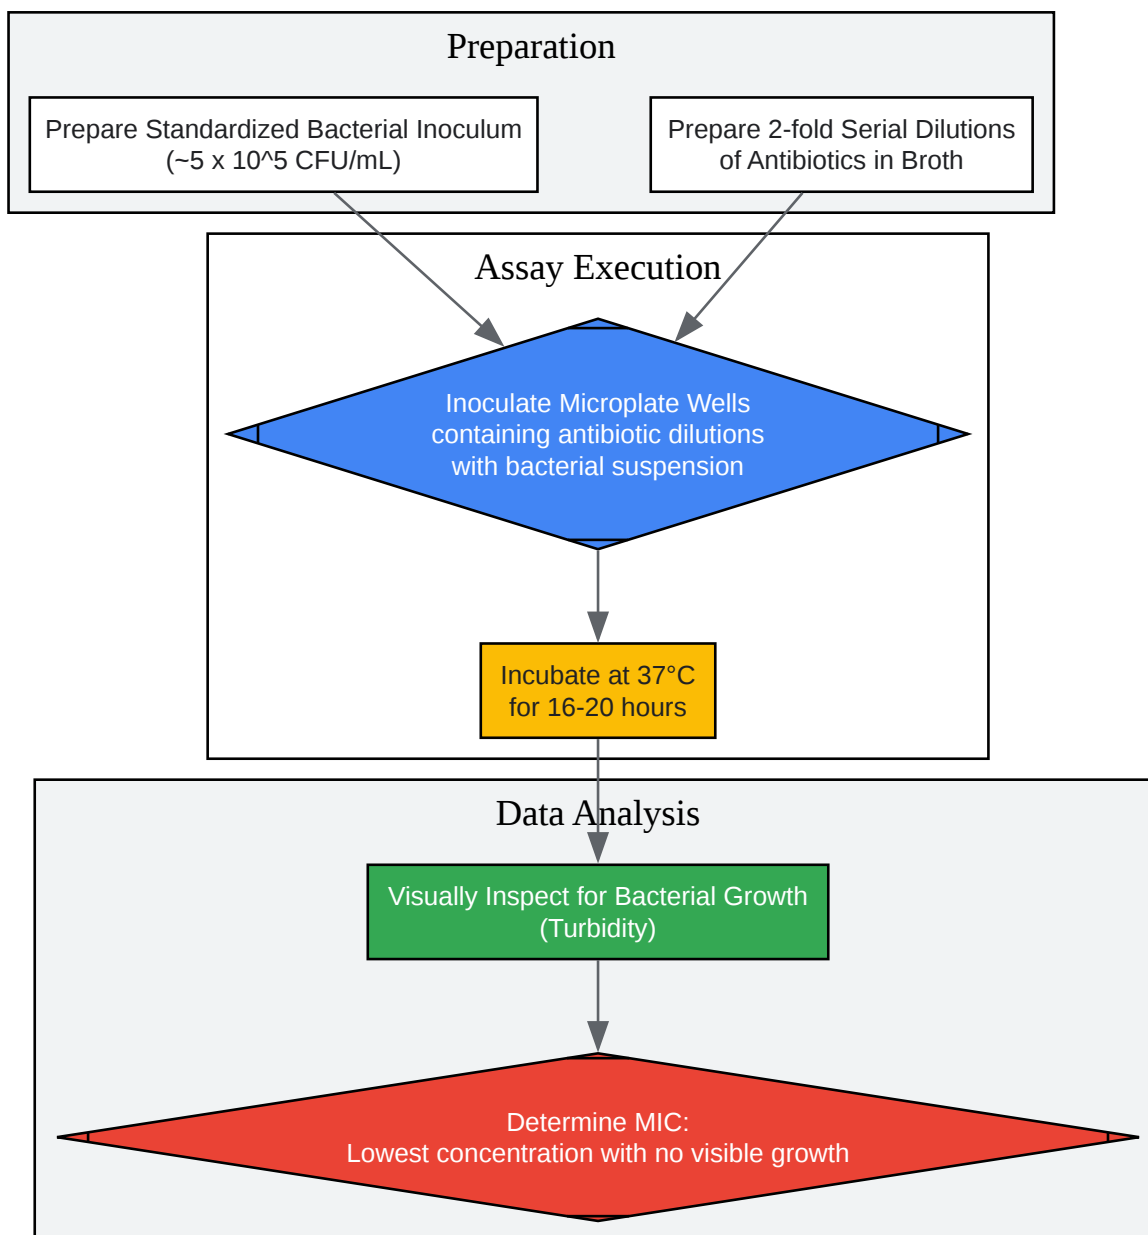 Preparation
Prepare Standardized Bacterial Inoculum
(~5 x 10^5 CFU/mL)
Prepare 2-fold Serial Dilutions
of Antibiotics in Broth
Assay Execution
Inoculate Microplate Wells
containing antibiotic dilutions
with bacterial suspension
Incubate at 37°C
for 16-20 hours
Data Analysis
Visually Inspect for Bacterial Growth
(Turbidity)
Determine MIC:
Lowest concentration with no visible growth